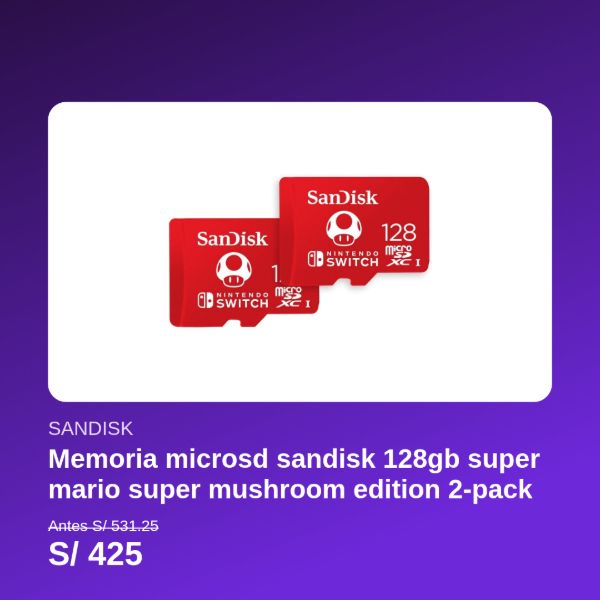 SanDisk
128
NINTENDO
SWITCH
micro
SD
XC I
SanDisk
1
NINTENDO
SWITCH
micro
SD
XC I
SANDISK
Memoria microsd sandisk 128gb super
mario super mushroom edition 2-pack
Antes S/ 531.25
S/ 425